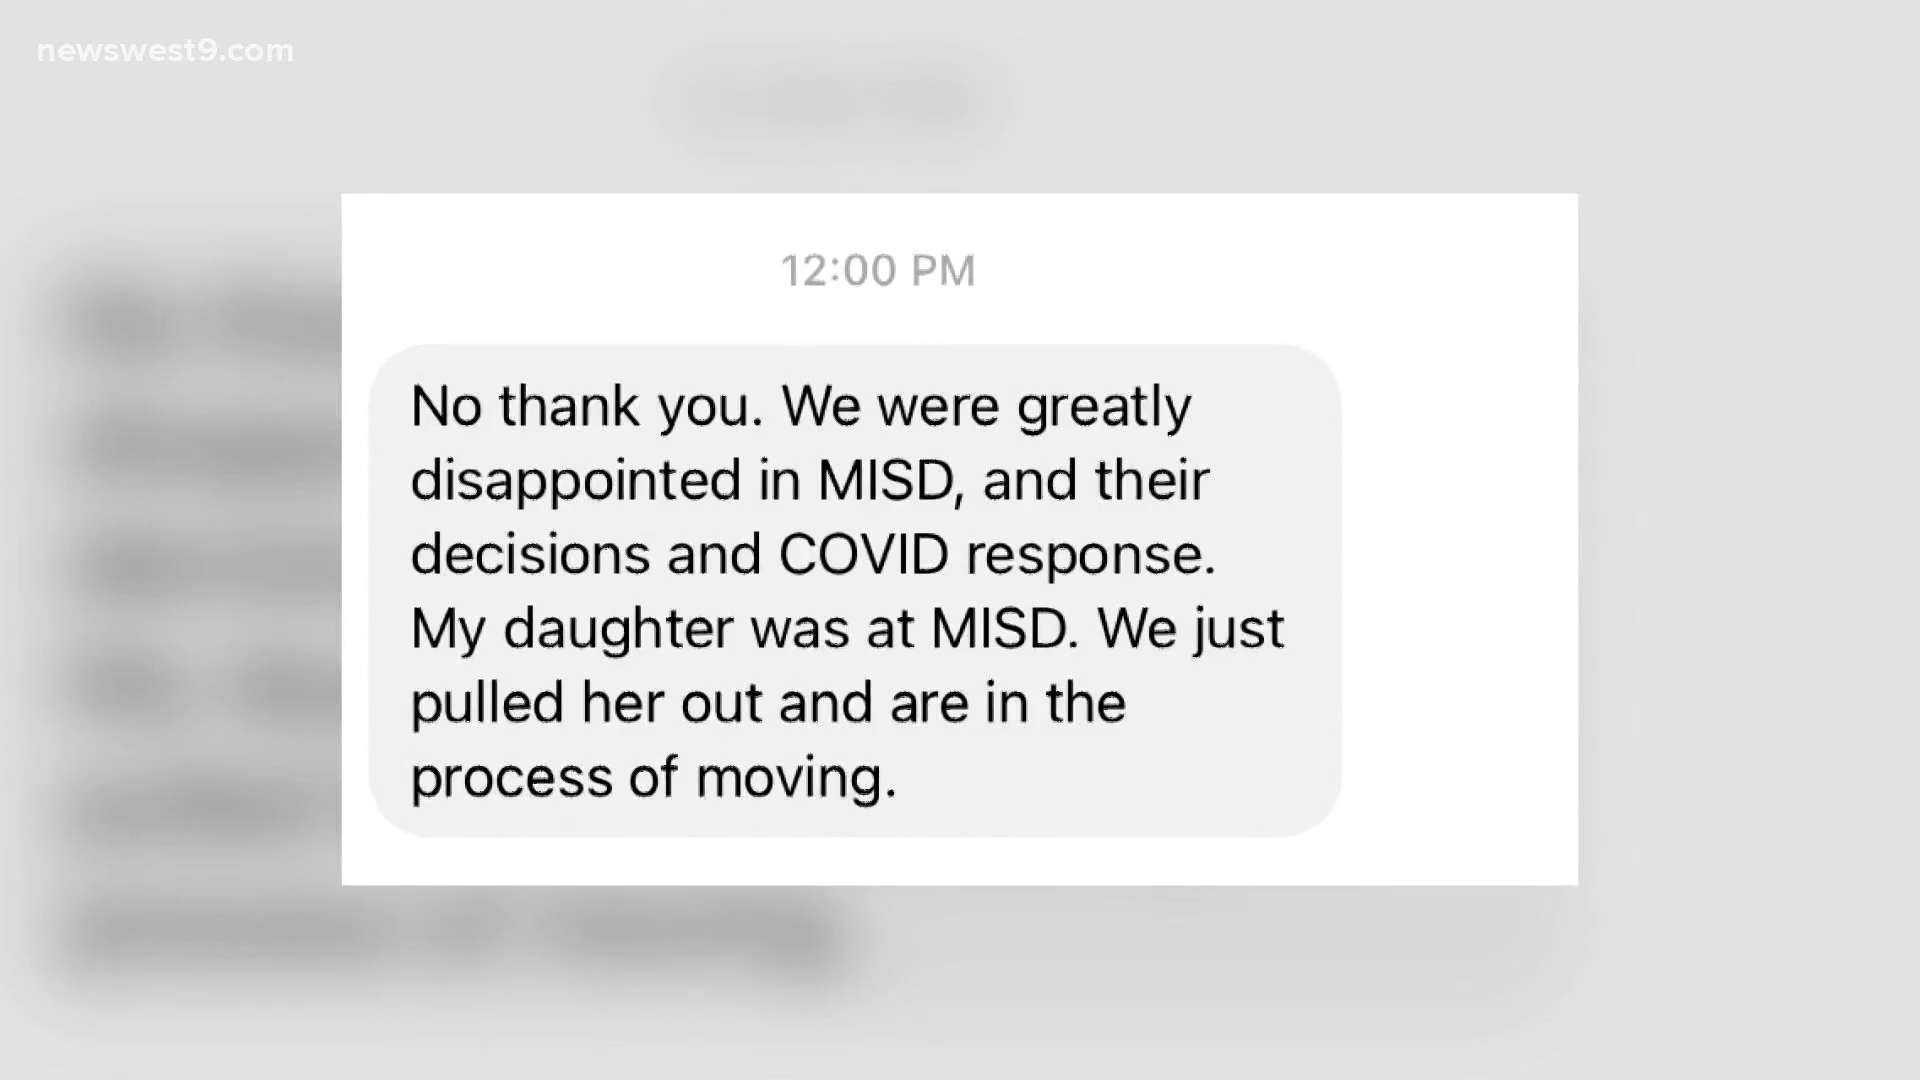 newswest9.com
12:00 PM
No thank you. We were greatly
disappointed in MISD, and their
decisions and COVID response.
My daughter was at MISD. We just
pulled her out and are in the
process of moving.